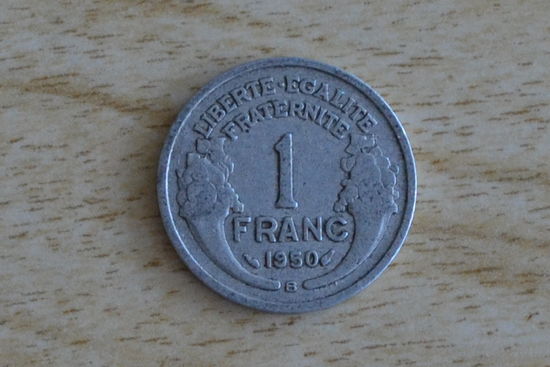 LIBERTE·EGALITE
FRATERNITE
1
FRANC
1950
B